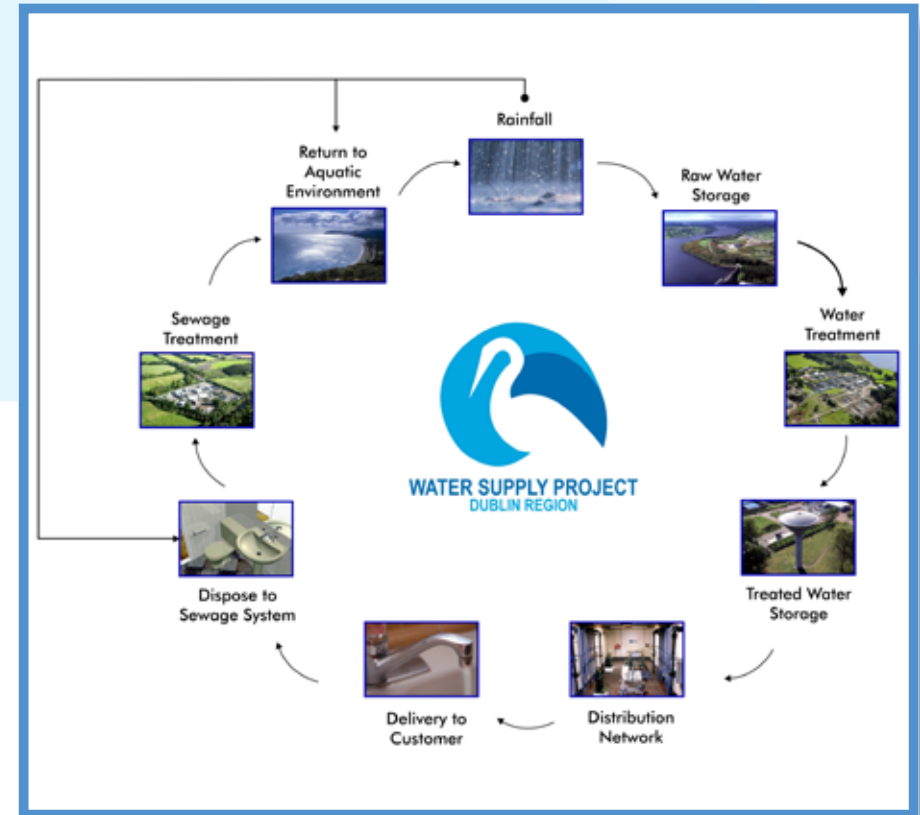 Rainfall
Raw Water
Storage
Water
Treatment
Treated Water
Storage
Distribution
Network
Delivery to
Customer
Dispose to
Sewage System
Sewage
Treatment
Return to
Aquatic
Environment
WATER SUPPLY PROJECT
DUBLIN REGION